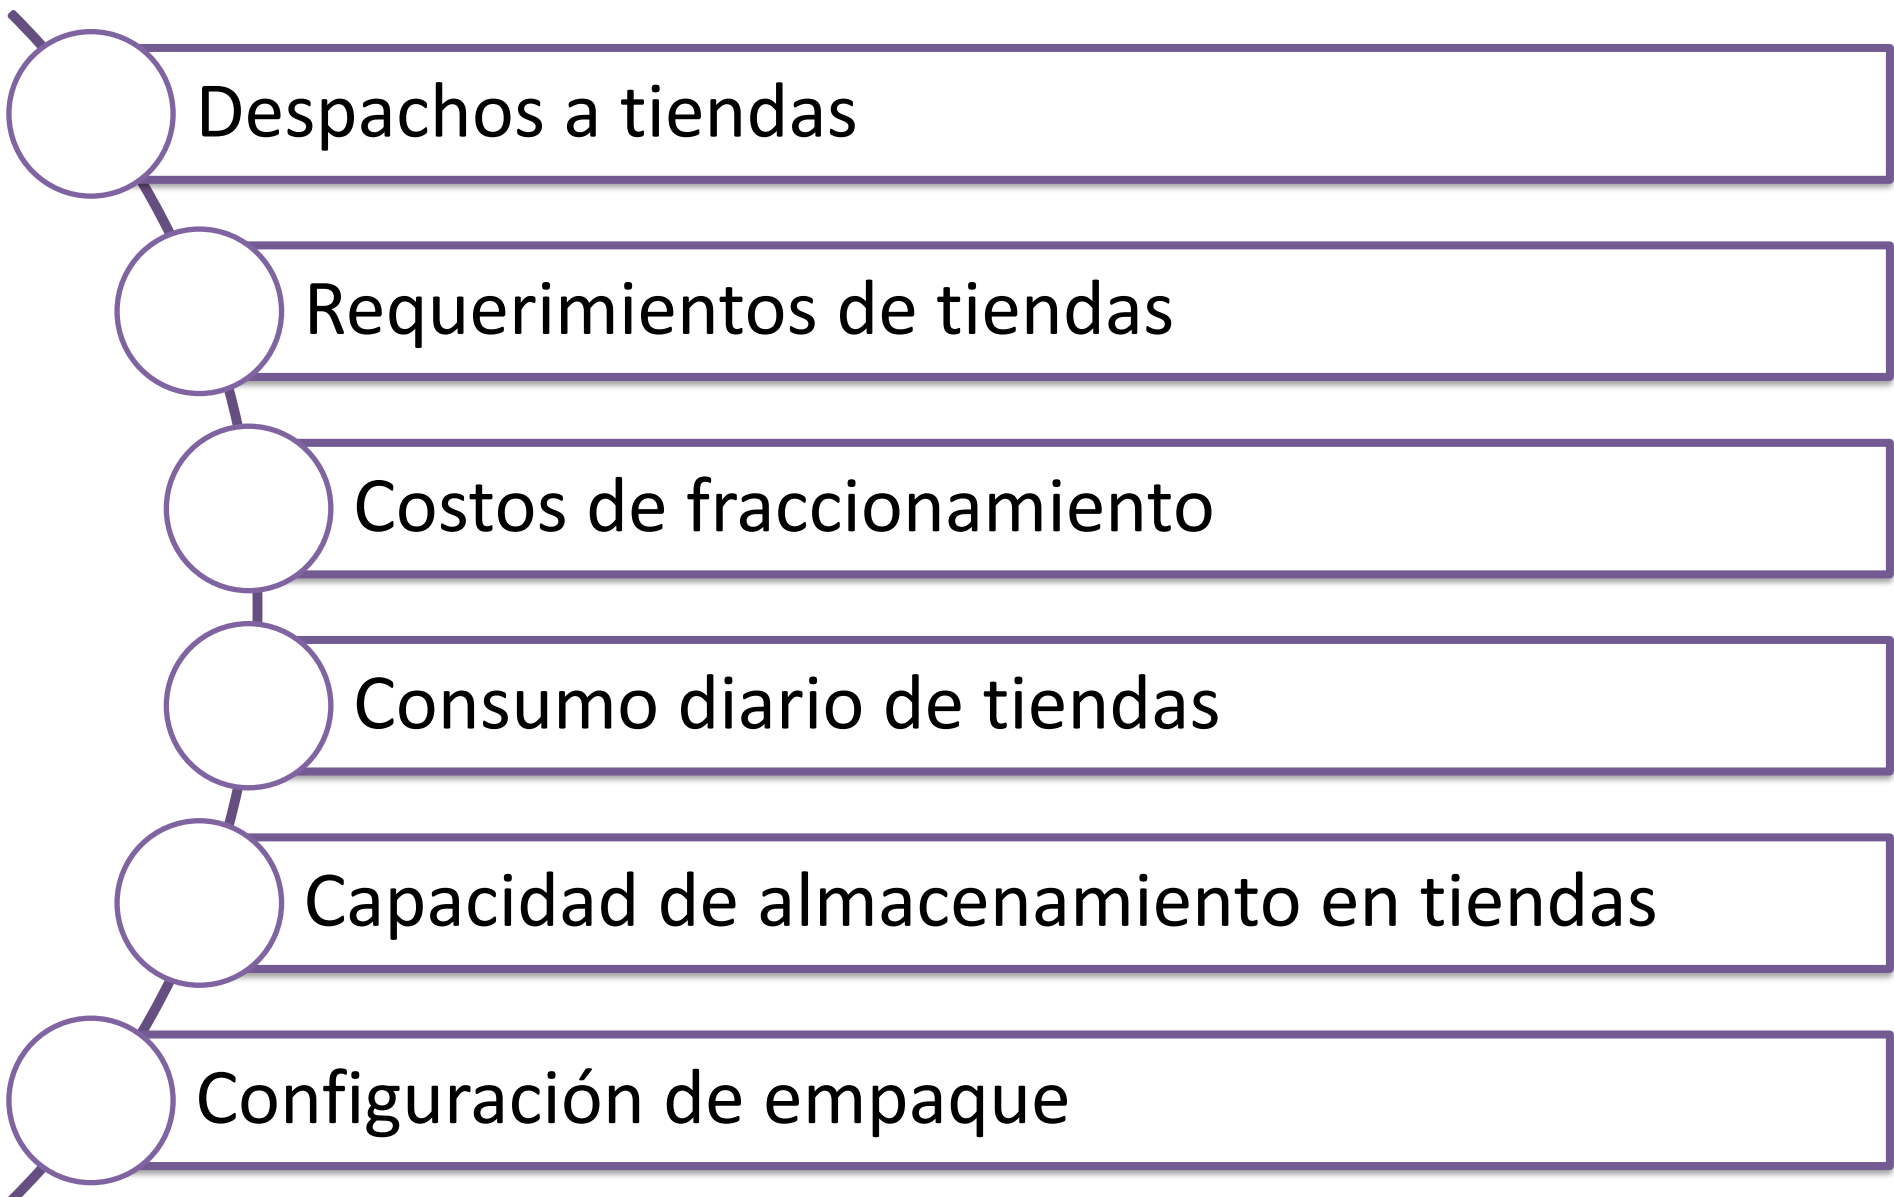 Despachos a tiendas
Requerimientos de tiendas
Costos de fraccionamiento
Consumo diario de tiendas
Capacidad de almacenamiento en tiendas
Configuración de empaque